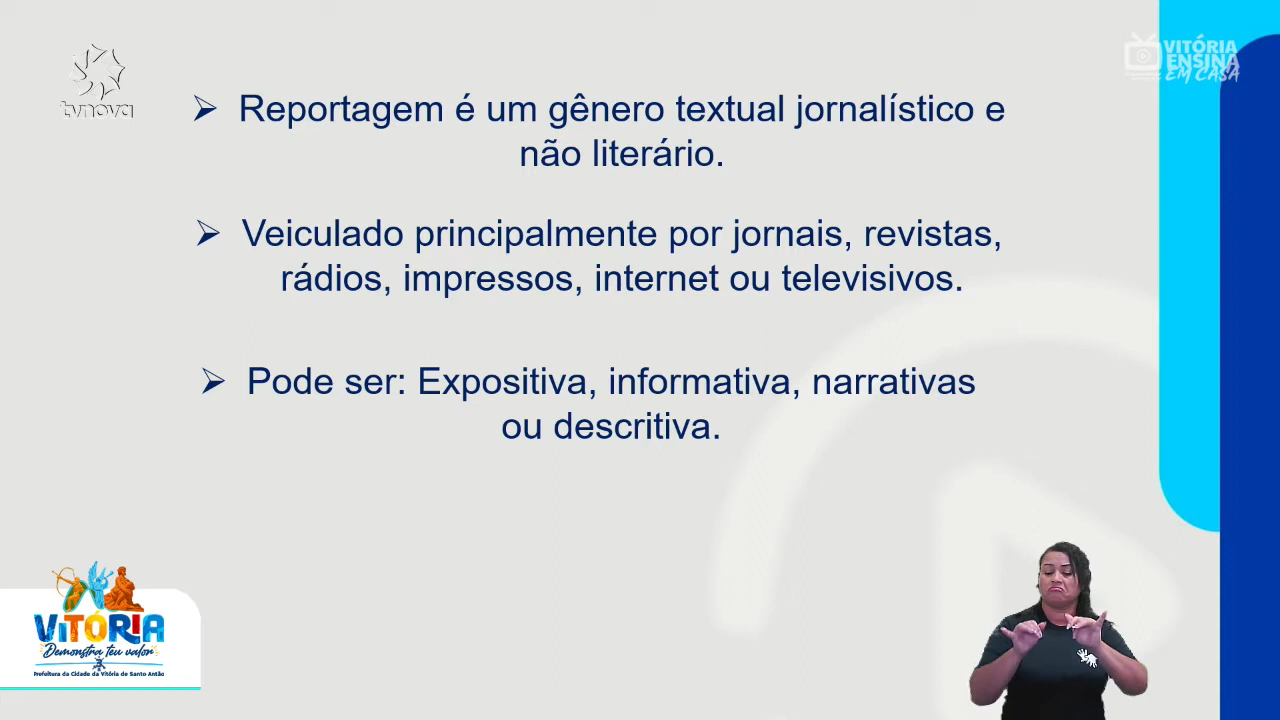 tvnova
VITÓRIA
ENSINA
EM CASA
➢ Reportagem é um gênero textual jornalístico e
não literário.
➢ Veiculado principalmente por jornais, revistas,
rádios, impressos, internet ou televisivos.
➢ Pode ser: Expositiva, informativa, narrativas
ou descritiva.
VITÓRIA
Demonstra teu valor
Prefeitura da Cidade da Vitória de Santo Antão